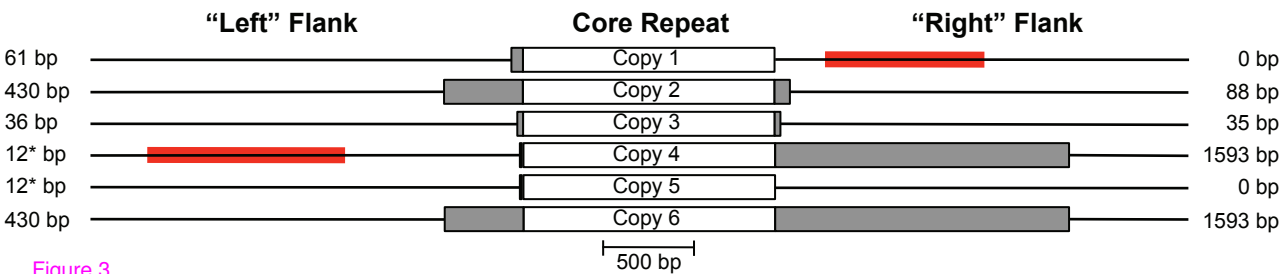 “Left” Flank Core Repeat “Right” Flank
61 bp Copy 1 0 bp
430 bp Copy 2 88 bp
36 bp Copy 3 35 bp
12* bp Copy 4 1593 bp
12* bp Copy 5 0 bp
430 bp Copy 6 1593 bp
500 bp
Figure 3